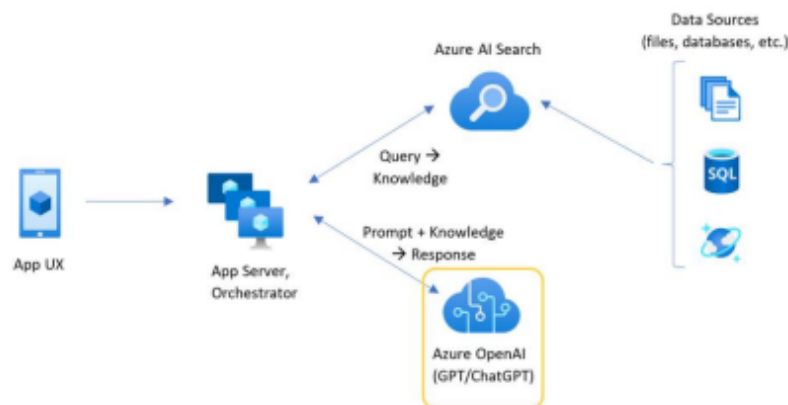 Data Sources
(files, databases, etc.)
Azure AI Search
Query →
Knowledge
SQL
Prompt + Knowledge
→ Response
App UX
App Server,
Orchestrator
Azure OpenAI
(GPT/ChatGPT)